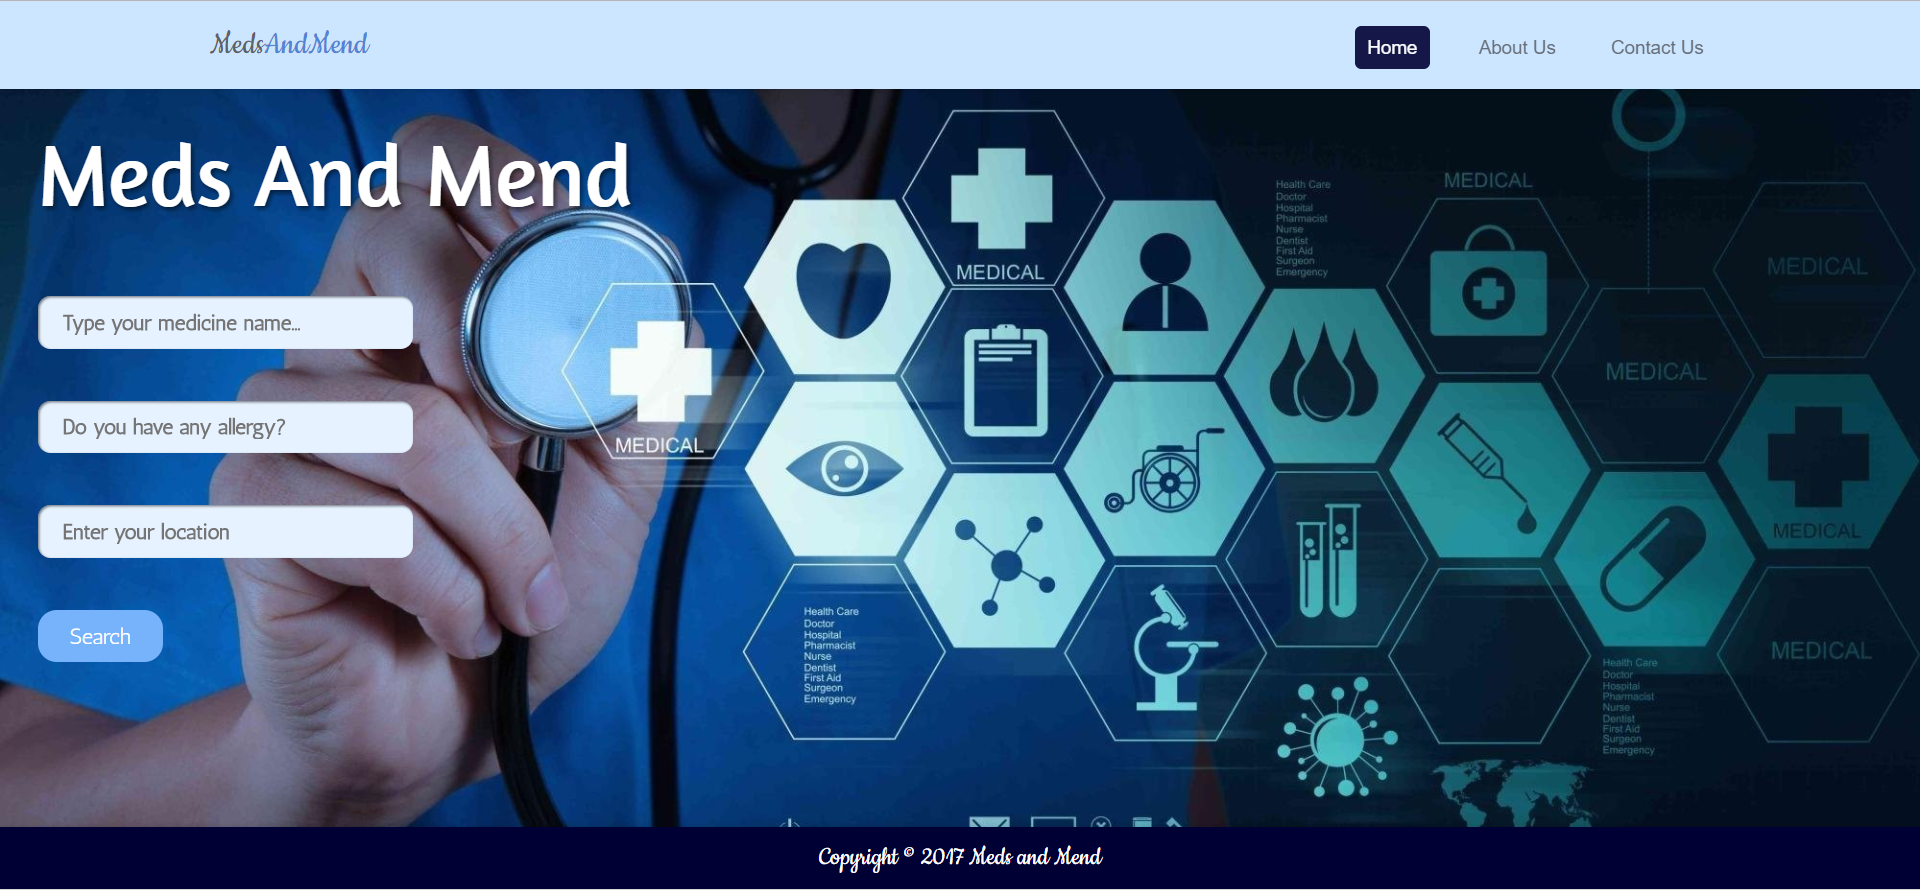 MedsAndMend
Home
About Us
Contact Us
Meds And Mend
Type your medicine name...
Do you have any allergy?
Enter your location
Search
MEDICAL
MEDICAL
Health Care
Doctor
Hospital
Pharmacist
Nurse
Dentist
First Aid
Surgeon
Emergency
MEDICAL
MEDICAL
MEDICAL
MEDICAL
MEDICAL
Health Care
Doctor
Hospital
Pharmacist
Nurse
Dentist
First Aid
Surgeon
Emergency
Health Care
Doctor
Hospital
Pharmacist
Nurse
Dentist
First Aid
Surgeon
Emergency
Copyright © 2017 Meds and Mend